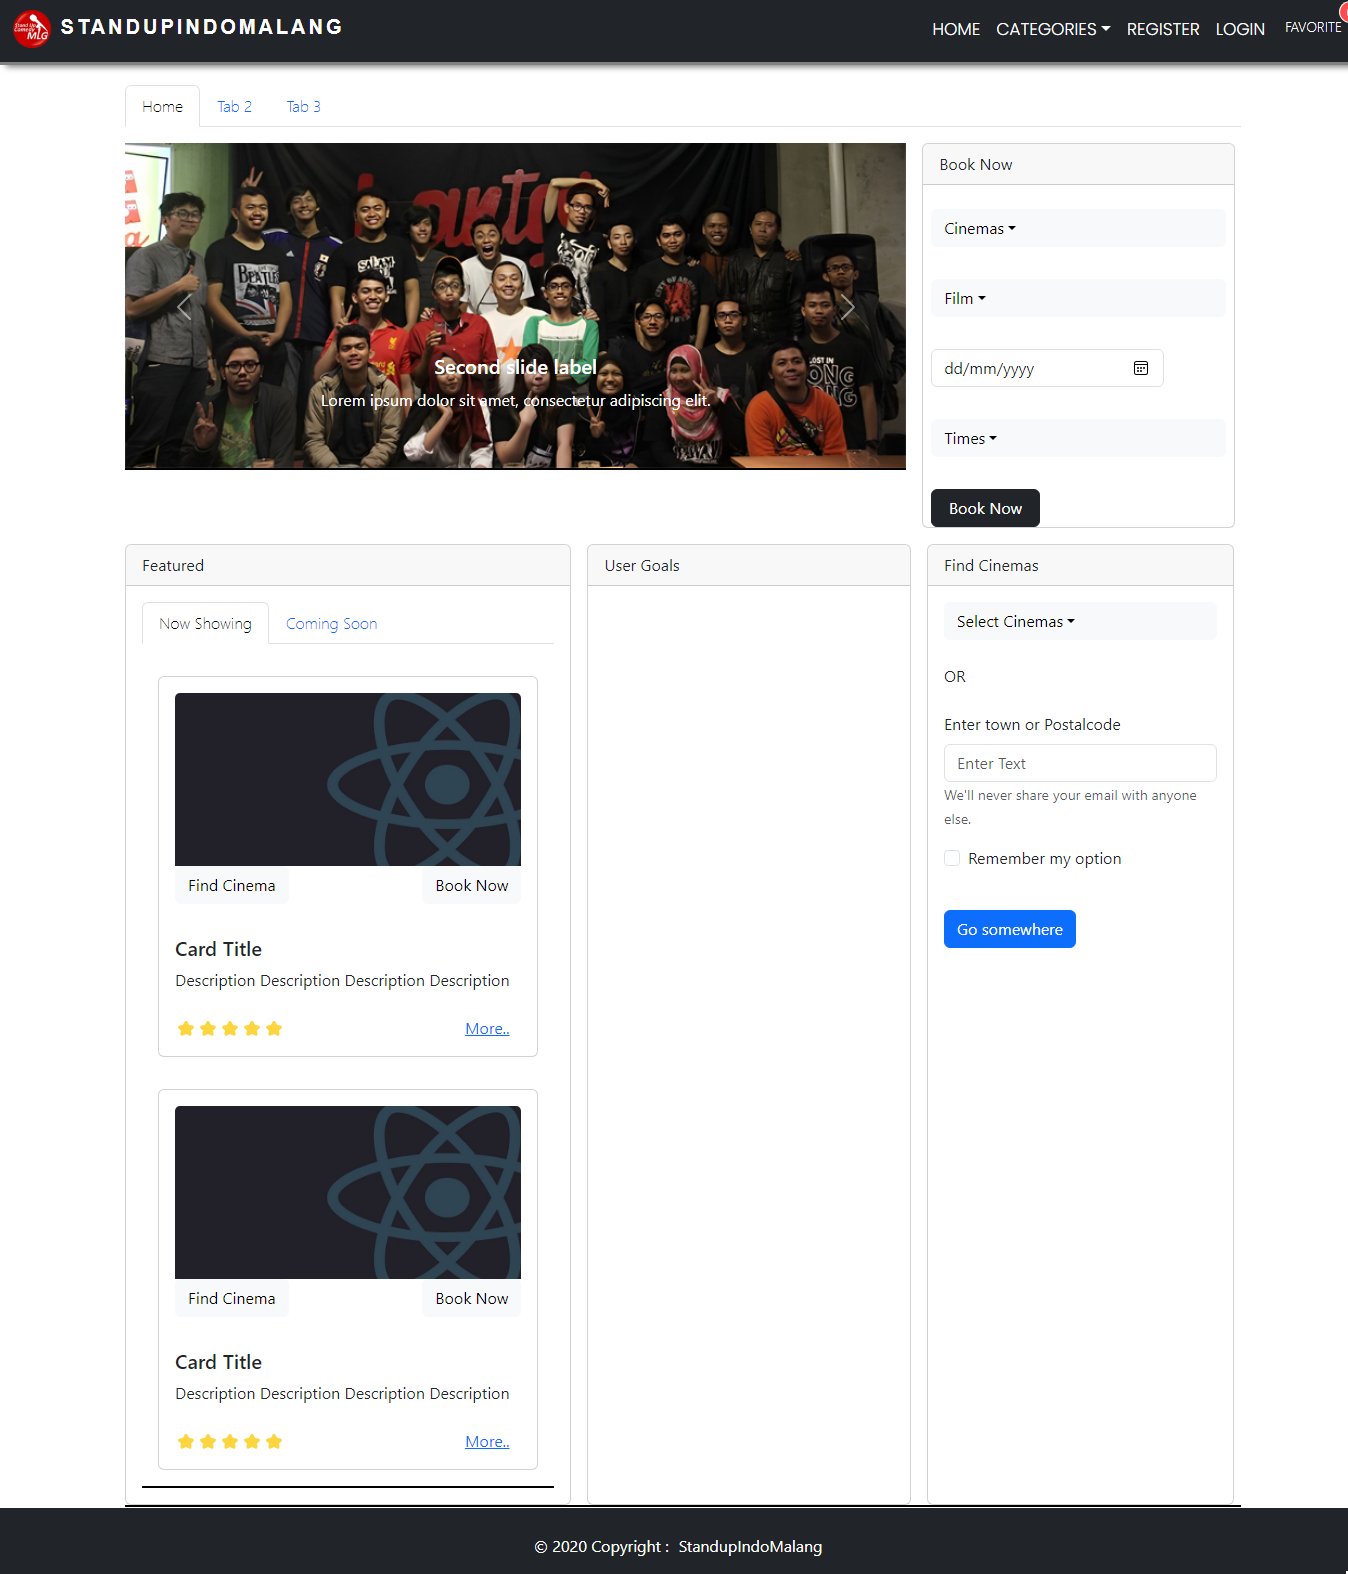 Stand Up
Comedy
MLG
STANDUPINDOMALANG
HOME CATEGORIES REGISTER LOGIN FAVORITE
Home Tab 2 Tab 3
Book Now
Cinemas
Film
dd/mm/yyyy
Times
Book Now
BEATLES
SALAM
LOST IN
Second slide label
Lorem ipsum dolor sit amet, consectetur adipiscing elit.
Featured
Now Showing Coming Soon
Find Cinema Book Now
Card Title
Description Description Description Description
More..
Find Cinema Book Now
Card Title
Description Description Description Description
More..
User Goals
Find Cinemas
Select Cinemas
OR
Enter town or Postalcode
Enter Text
We'll never share your email with anyone
else.
Remember my option
Go somewhere
© 2020 Copyright : StandupIndoMalang